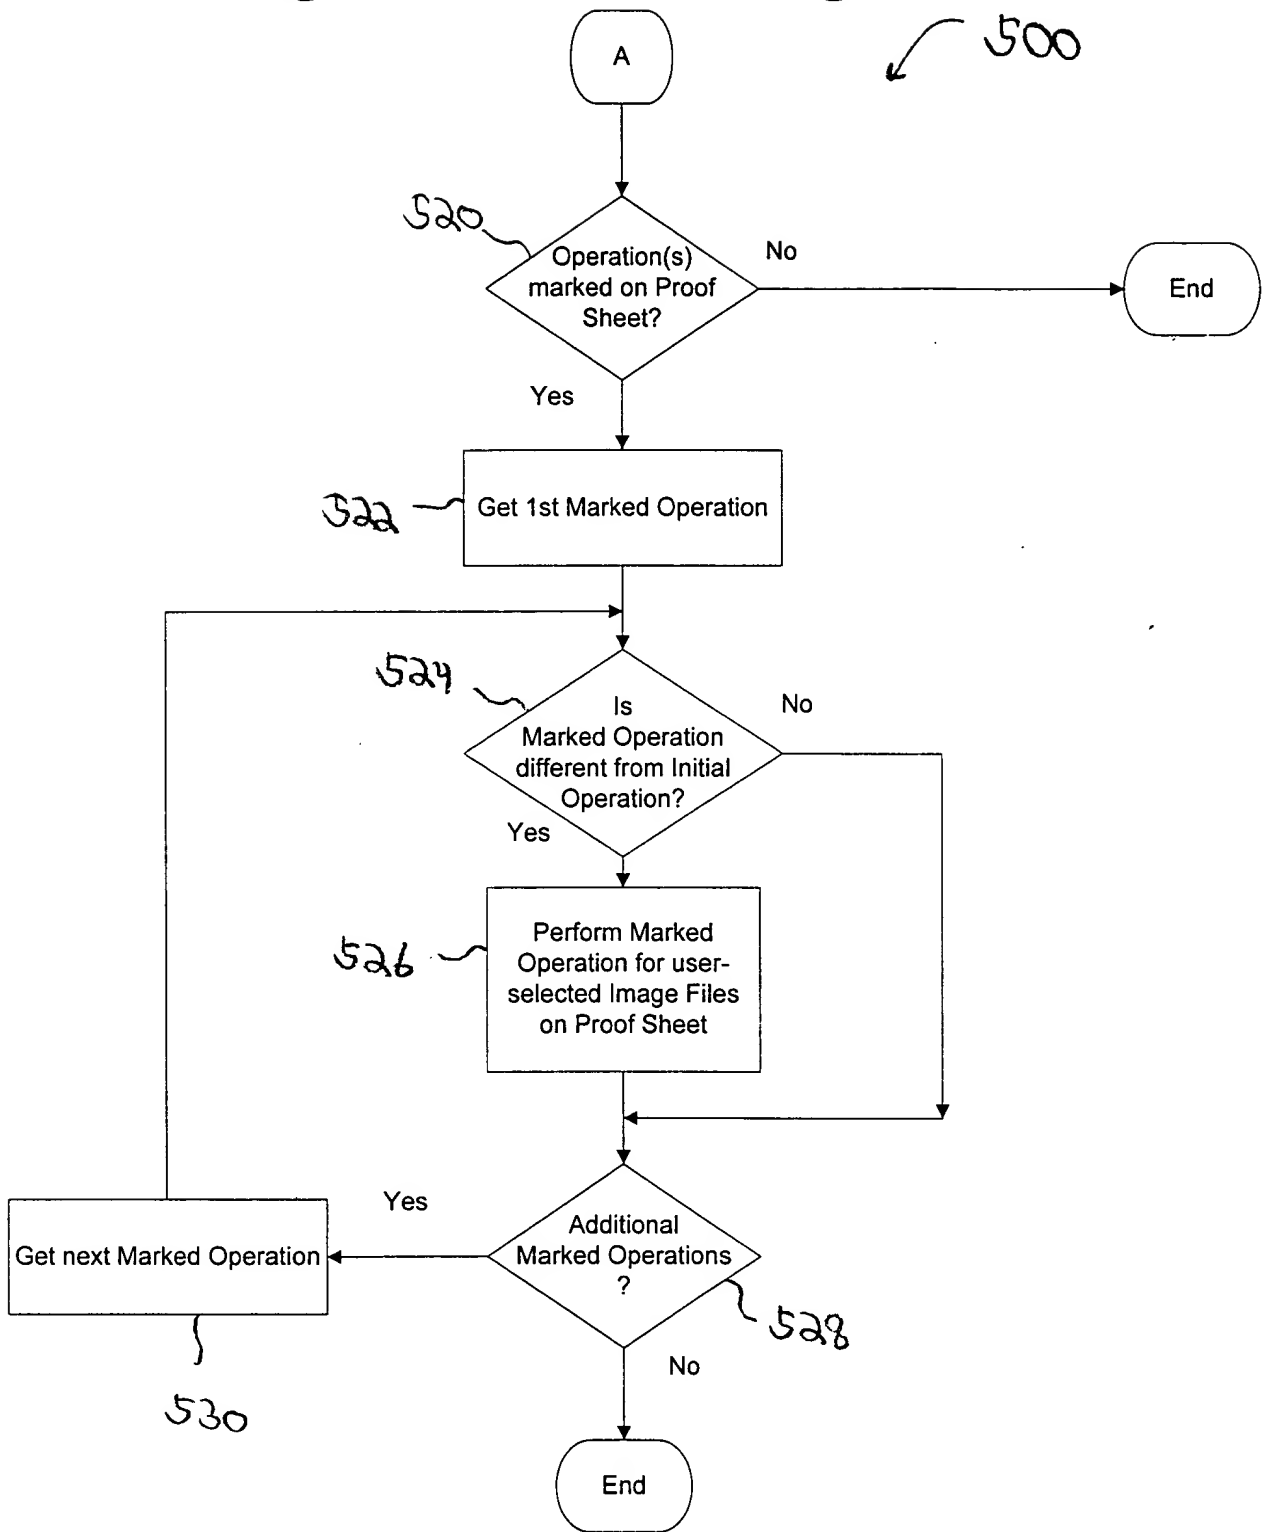 A
500
520
Operation(s)
marked on Proof
Sheet?
No
End
Yes
522
Get 1st Marked Operation
524
Is
Marked Operation
different from Initial
Operation?
No
Yes
526
Perform Marked
Operation for user-
selected Image Files
on Proof Sheet
Yes
Get next Marked Operation
Additional
Marked Operations
?
528
No
530
End